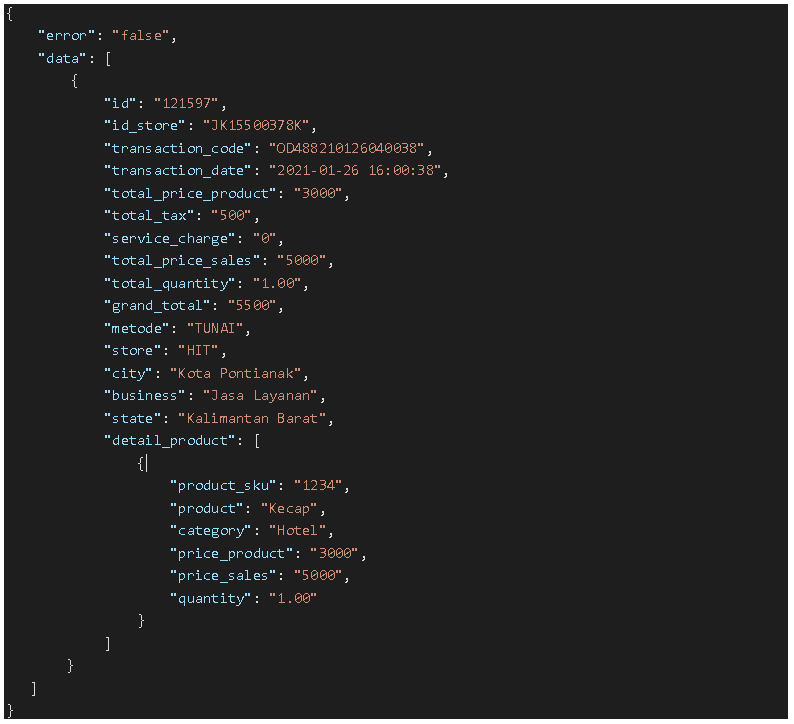 {
    "error": "false",
    "data": [
        {
            "id": "121597",
            "id_store": "JK15500378K",
            "transaction_code": "OD488210126040038",
            "transaction_date": "2021-01-26 16:00:38",
            "total_price_product": "3000",
            "total_tax": "500",
            "service_charge": "0",
            "total_price_sales": "5000",
            "total_quantity": "1.00",
            "grand_total": "5500",
            "metode": "TUNAI",
            "store": "HIT",
            "city": "Kota Pontianak",
            "business": "Jasa Layanan",
            "state": "Kalimantan Barat",
            "detail_product": [
                {
                    "product_sku": "1234",
                    "product": "Kecap",
                    "category": "Hotel",
                    "price_product": "3000",
                    "price_sales": "5000",
                    "quantity": "1.00"
                }
            ]
        }
    ]
}